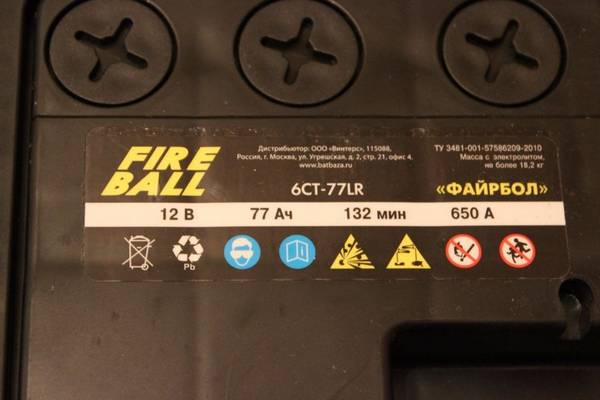 FIRE
BALL
Дистрибьютор: ООО «Винтерс», 115088,
Россия, г. Москва, ул. Угрешская, д. 2, стр. 21, офис 4.
www.batbaza.ru
ТУ 3481-001-57586209-2010
Масса с электролитом,
не более 18,2 кг
6СТ-77LR
«ФАЙРБОЛ»
12 В 77 Ач 132 мин 650 А
Pb